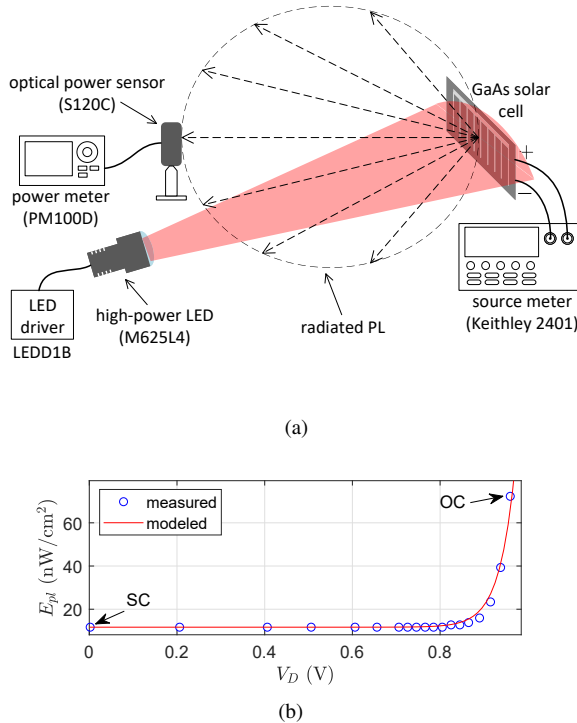 optical power sensor
(S120C)
GaAs solar
cell
+
−
power meter
(PM100D)
LED
driver
LEDD1B
high-power LED
(M625L4)
radiated PL
source meter
(Keithley 2401)
(a)
measured
modeled
OC
SC
60
40
20
E_pl (nW/cm²)
0 0.2 0.4 0.6 0.8 1
V_D (V)
(b)